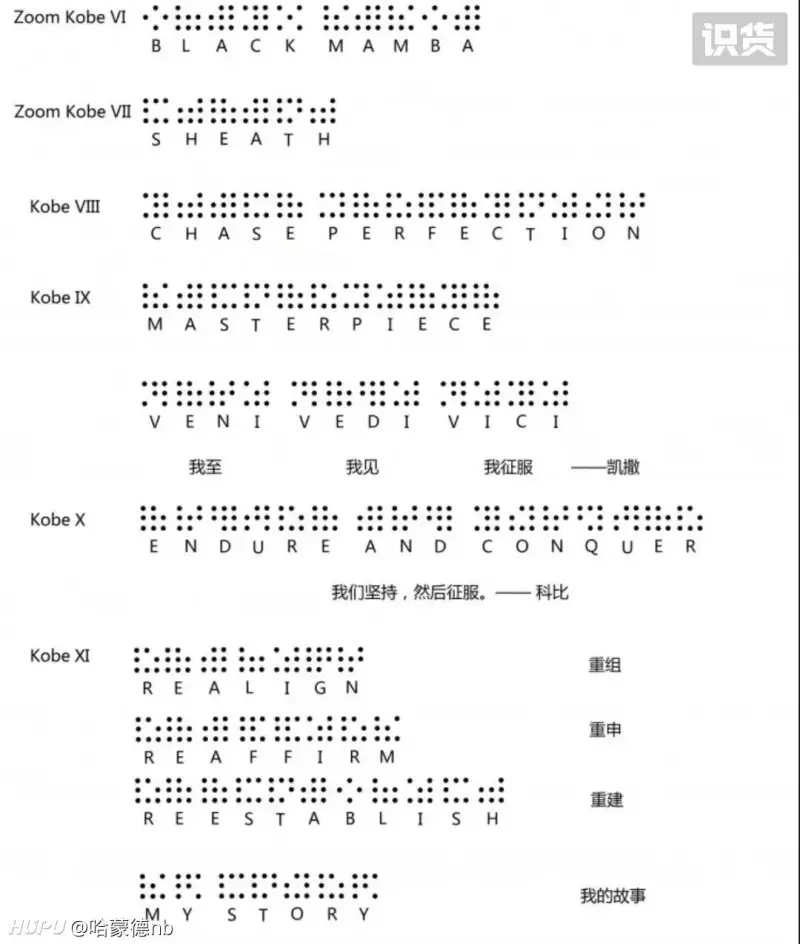 识货
Zoom Kobe VI
B L A C K M A M B A
Zoom Kobe VII
S H E A T H
Kobe VIII
C H A S E P E R F E C T I O N
Kobe IX
M A S T E R P I E C E
V E N I V E D I V I C I
我至 我见 我征服 ——凯撒
Kobe X
E N D U R E A N D C O N Q U E R
我们坚持，然后征服。—— 科比
Kobe XI
R E A L I G N 重组
R E A F F I R M 重申
R E E S T A B L I S H 重建
M Y S T O R Y 我的故事
HUPU @哈蒙德nb